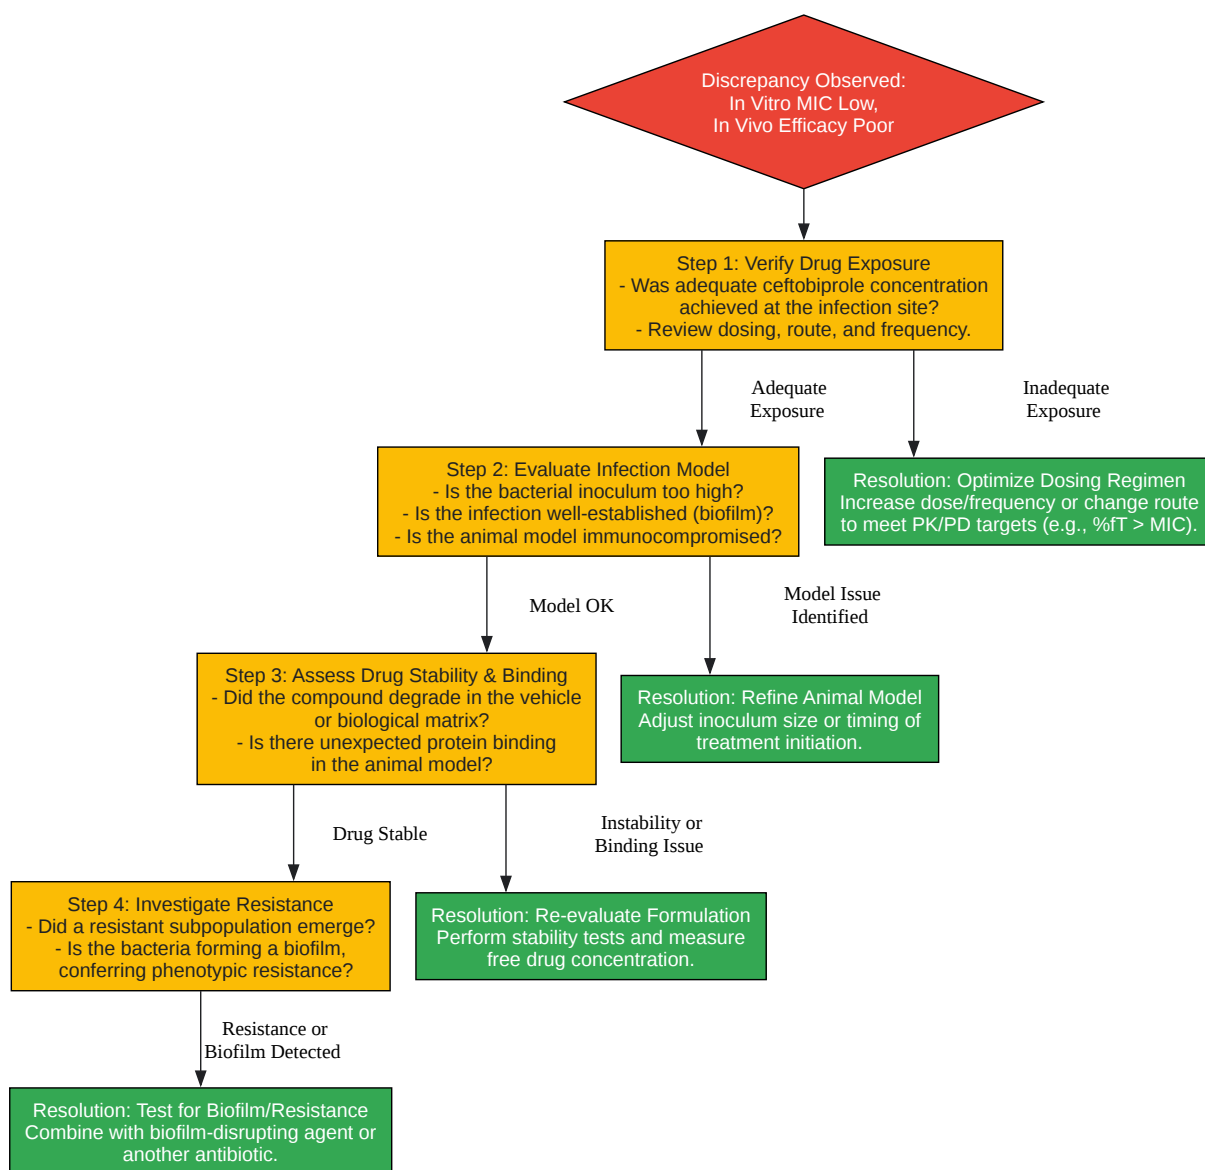 Discrepancy Observed:
In Vitro MIC Low,
In Vivo Efficacy Poor
Step 1: Verify Drug Exposure
- Was adequate ceftobiprole concentration
achieved at the infection site?
- Review dosing, route, and frequency.
Adequate
Exposure
Inadequate
Exposure
Step 2: Evaluate Infection Model
- Is the bacterial inoculum too high?
- Is the infection well-established (biofilm)?
- Is the animal model immunocompromised?
Resolution: Optimize Dosing Regimen
Increase dose/frequency or change route
to meet PK/PD targets (e.g., %fT > MIC).
Model OK
Model Issue
Identified
Step 3: Assess Drug Stability & Binding
- Did the compound degrade in the vehicle
or biological matrix?
- Is there unexpected protein binding
in the animal model?
Resolution: Refine Animal Model
Adjust inoculum size or timing of
treatment initiation.
Drug Stable
Instability or
Binding Issue
Step 4: Investigate Resistance
- Did a resistant subpopulation emerge?
- Is the bacteria forming a biofilm,
conferring phenotypic resistance?
Resolution: Re-evaluate Formulation
Perform stability tests and measure
free drug concentration.
Resistance or
Biofilm Detected
Resolution: Test for Biofilm/Resistance
Combine with biofilm-disrupting agent or
another antibiotic.